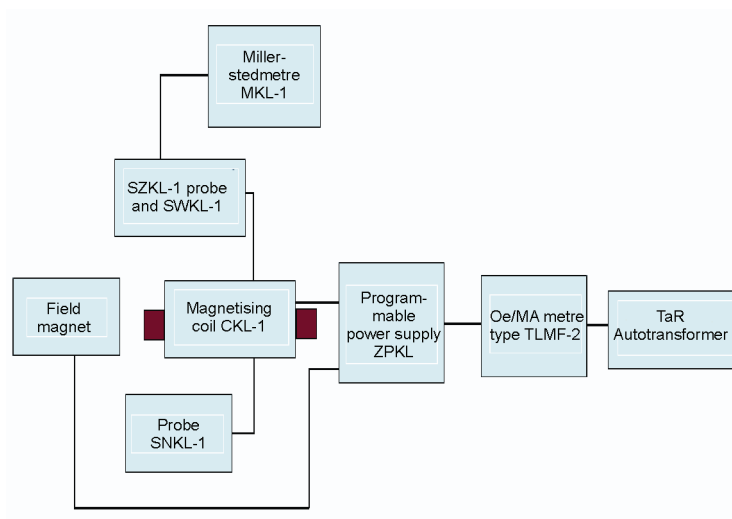 Miller-
stedmetre
MKL-1
SZKL-1 probe
and SWKL-1
Field
magnet
Magnetising
coil CKL-1
Program-
mable
power supply
ZPKL
Oe/MA metre
type TLMF-2
TaR
Autotransformer
Probe
SNKL-1